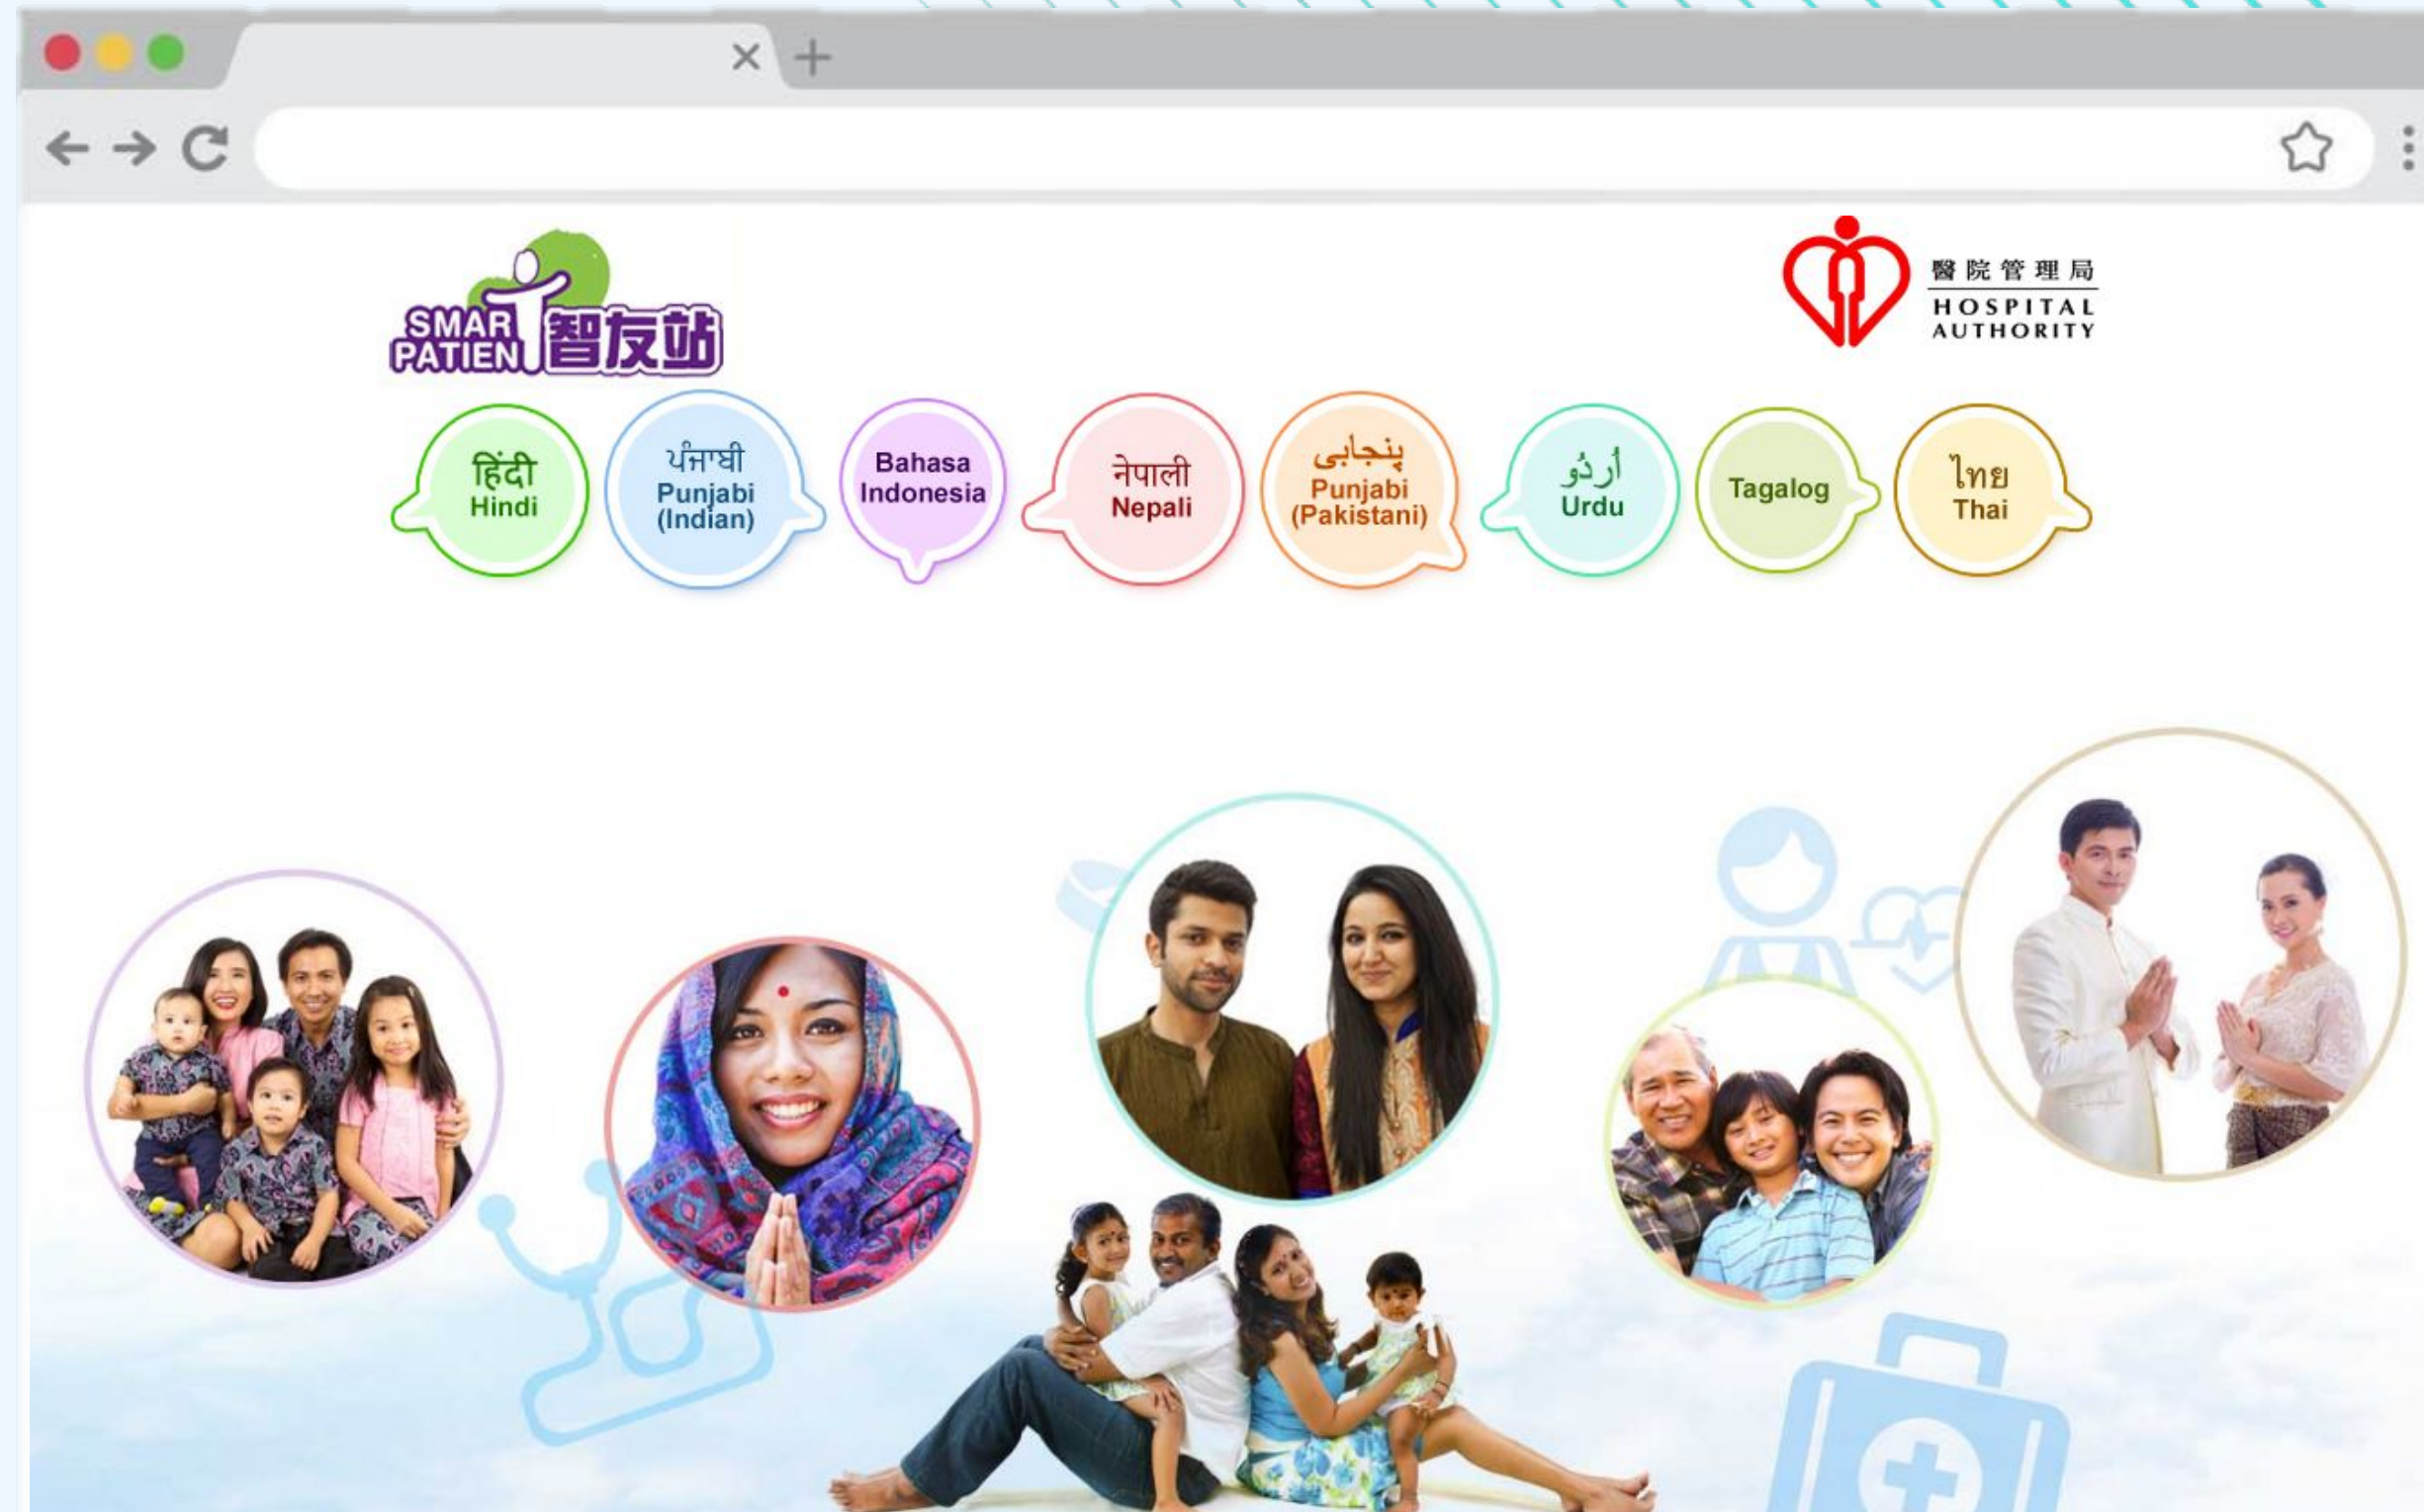 SMART
PATIENT
智友站
醫院管理局
HOSPITAL
AUTHORITY
हिंदी
Hindi
ਪੰਜਾਬੀ
Punjabi
(Indian)
Bahasa
Indonesia
नेपाली
Nepali
پنجابی
Punjabi
(Pakistani)
اُردُو
Urdu
Tagalog
ไทย
Thai